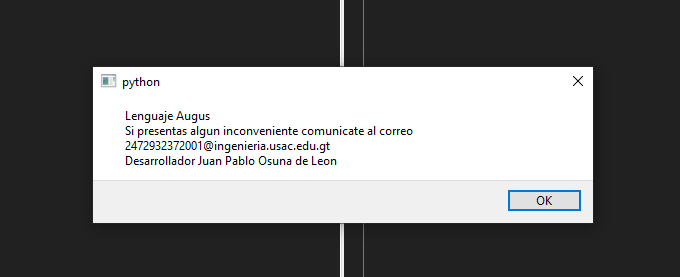 python
Lenguaje Augus
Si presentas algun inconveniente comunicate al correo
2472932372001@ingenieria.usac.edu.gt
Desarrollador Juan Pablo Osuna de Leon
OK